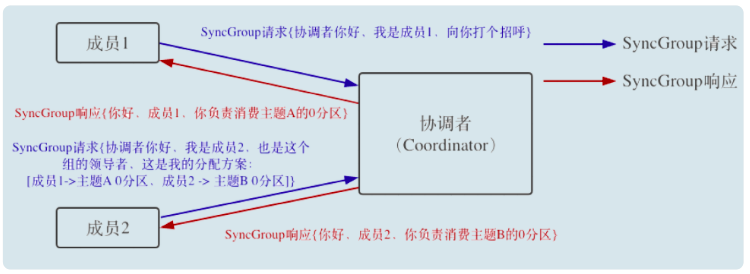 成员1
SyncGroup请求{协调者你好，我是成员1，向你打个招呼}
SyncGroup请求
SyncGroup响应
SyncGroup响应{你好，成员1，你负责消费主题A的0分区}
协调者
（Coordinator）
SyncGroup请求{协调者你好，我是成员2，也是这个
组的领导者，这是我的分配方案：
[成员1->主题A 0分区，成员2 -> 主题B 0分区]}
成员2
SyncGroup响应{你好，成员2，你负责消费主题B的0分区}